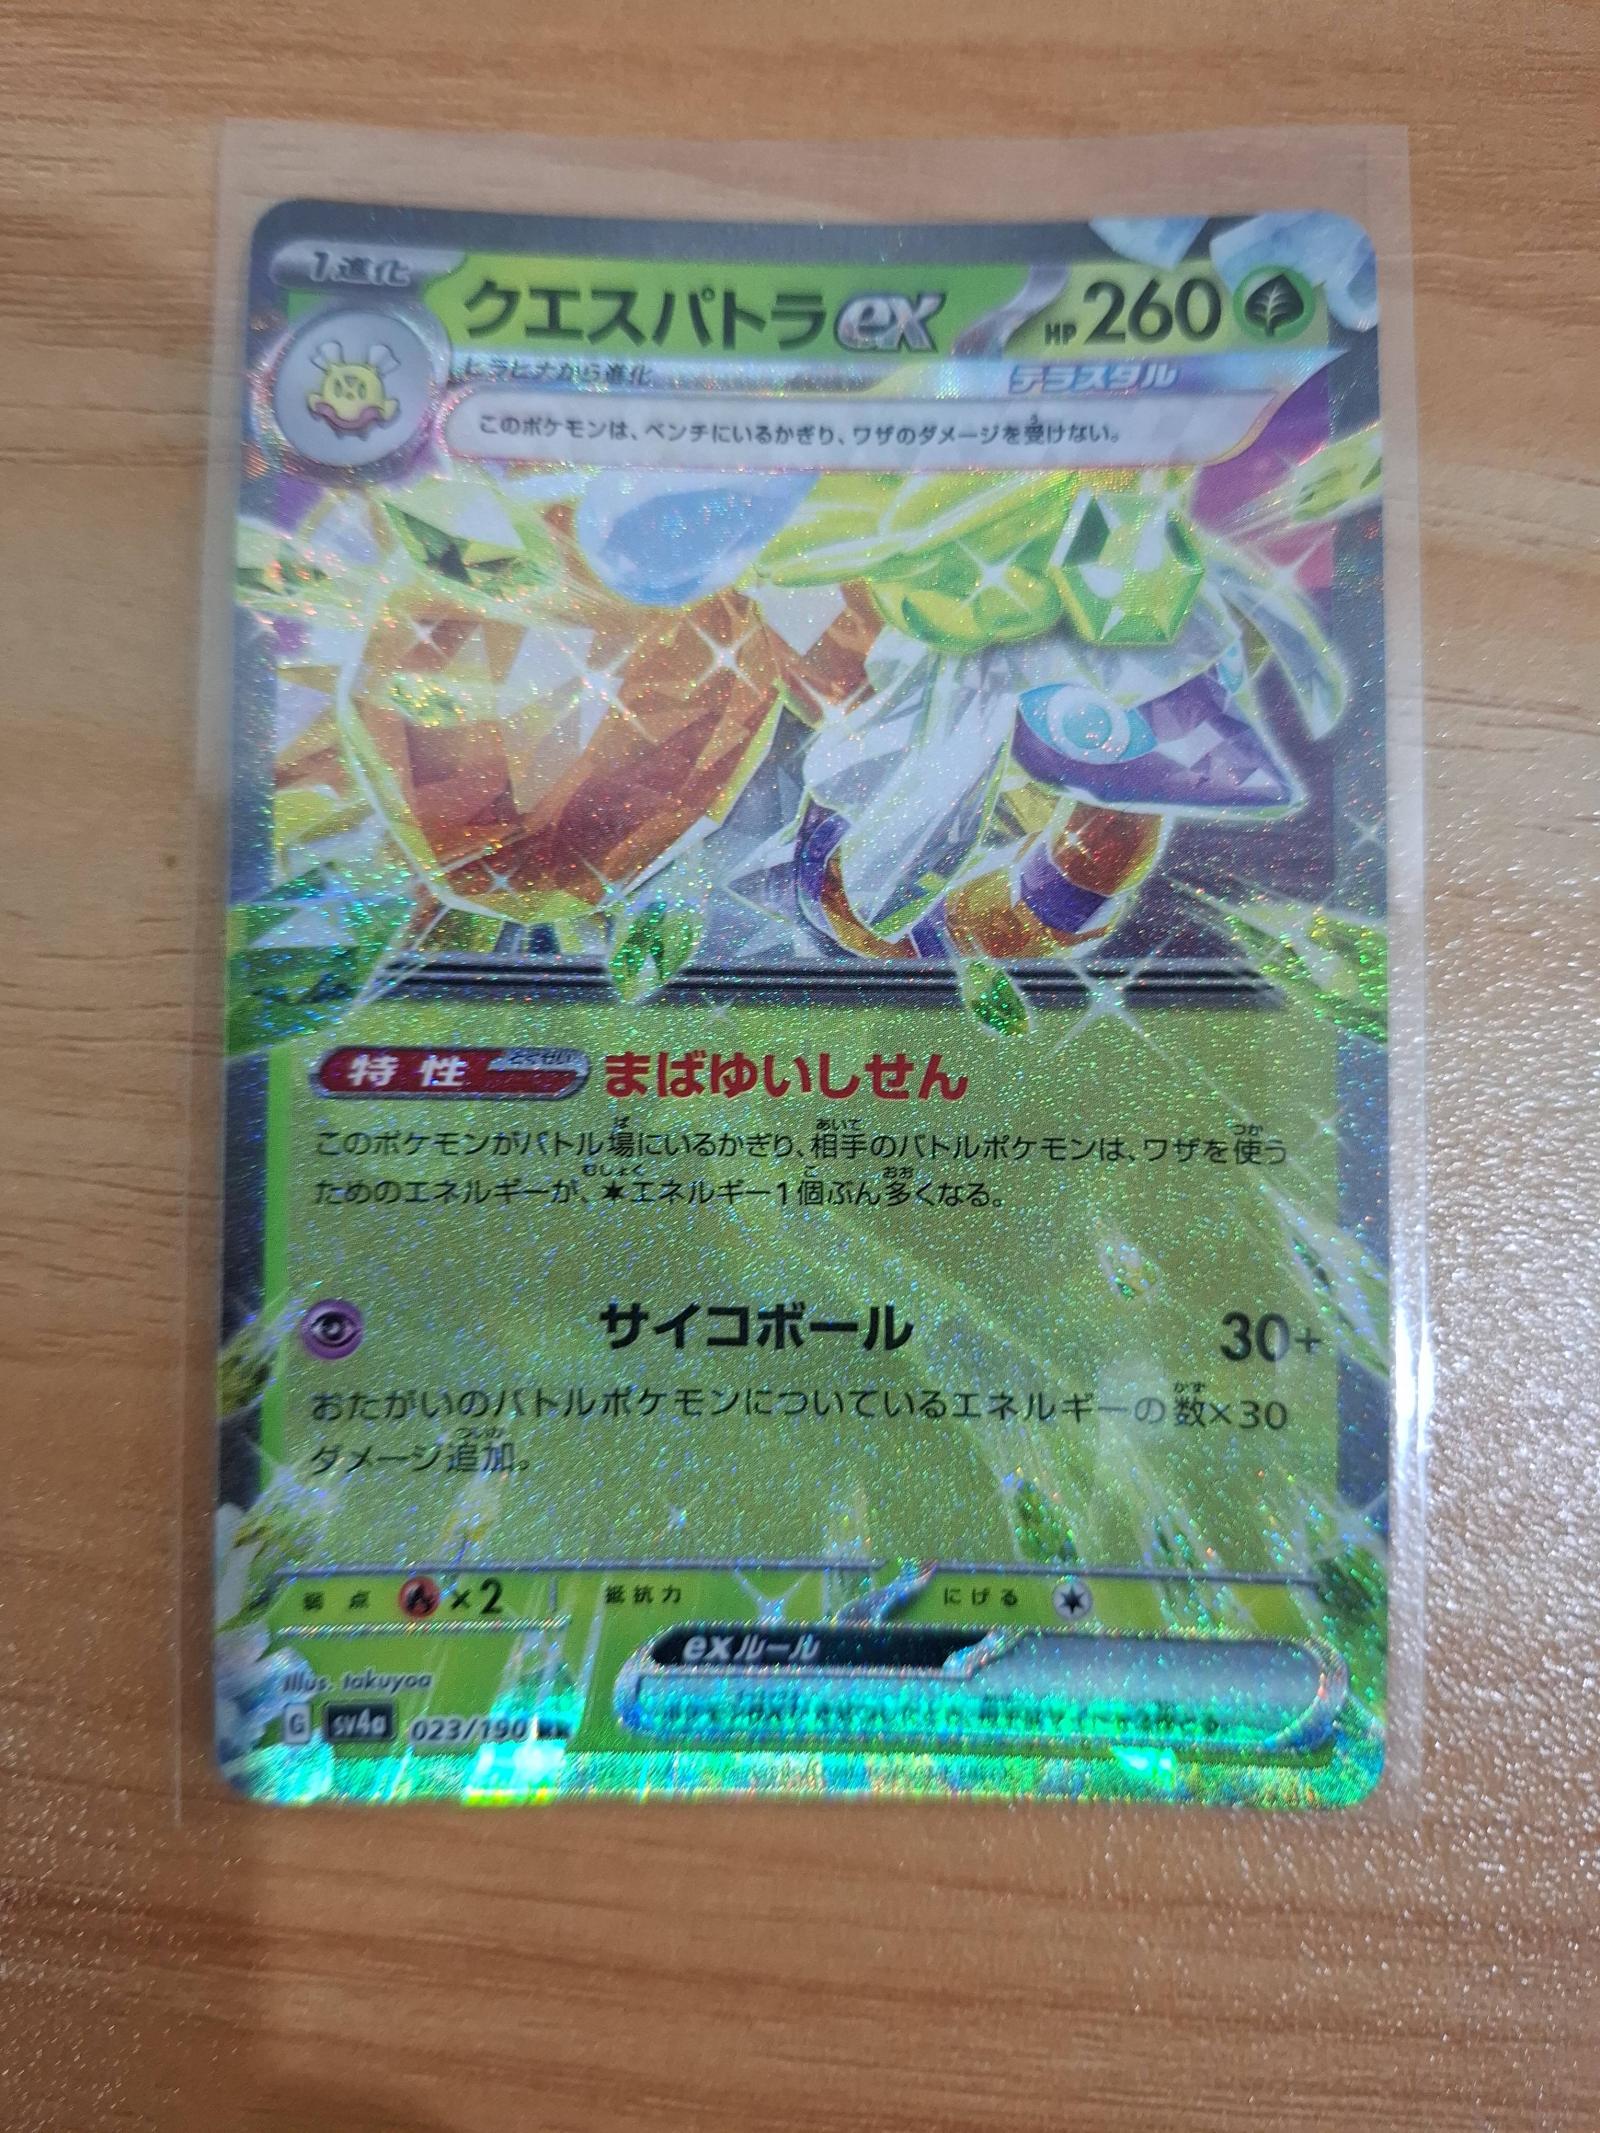 1進化
クエスパトラex
HP 260
ヒラヒナから進化
テラスタル
このポケモンは、ベンチにいるかぎり、ワザのダメージを受けない。
特性 とくせい まばゆいしせん
このポケモンがバトル場にいるかぎり、相手のバトルポケモンは、ワザを使う
ためのエネルギーが、エネルギー1個ぶん多くなる。
サイコボール 30+
おたがいのバトルポケモンについているエネルギーの数×30
ダメージ追加。
弱点 ×2 抵抗力 にげる
exルール
Illus. takuyoa
G sv4a 023/190 RR